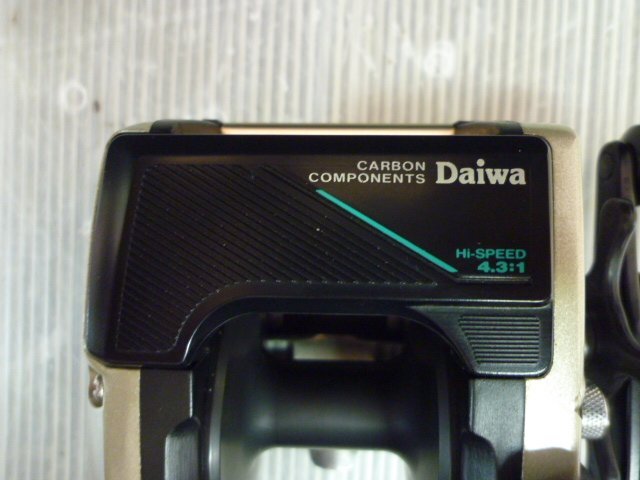 CARBON
COMPONENTS Daiwa
Hi-SPEED
4.3:1